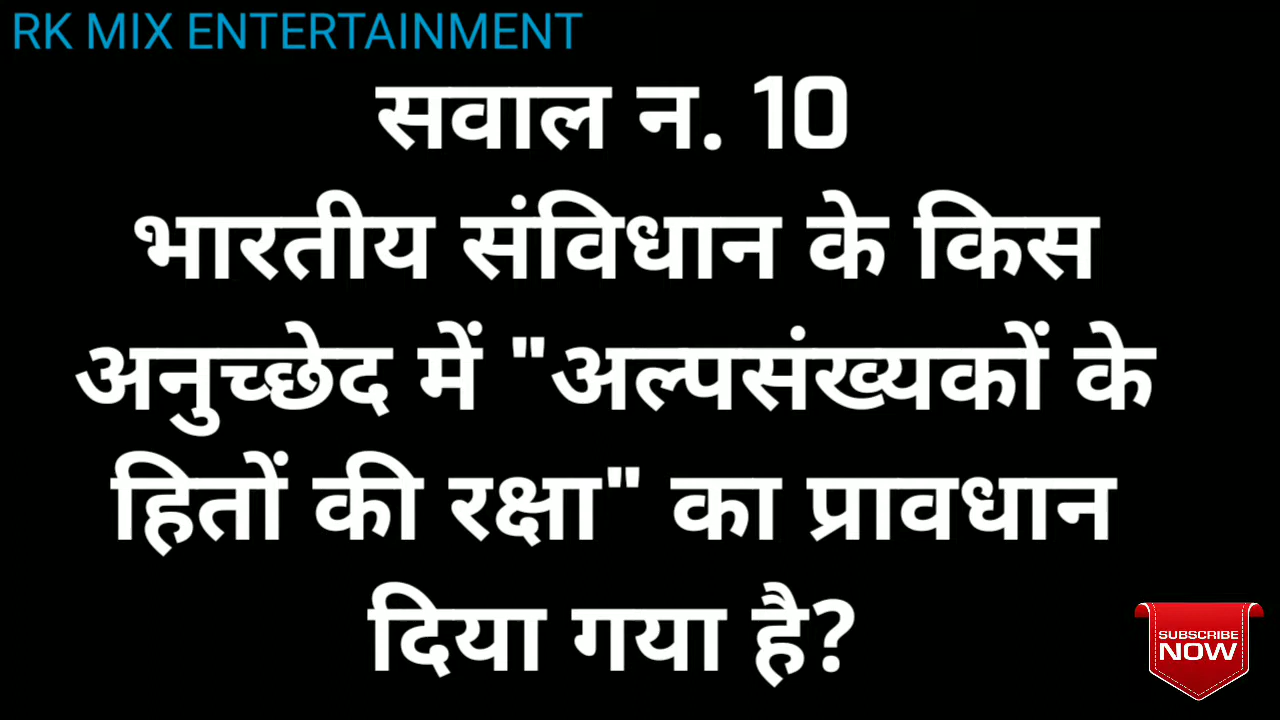 RK MIX ENTERTAINMENT
सवाल न. 10
भारतीय संविधान के किस
अनुच्छेद में "अल्पसंख्यकों के
हितों की रक्षा" का प्रावधान
दिया गया है?
SUBSCRIBE
NOW